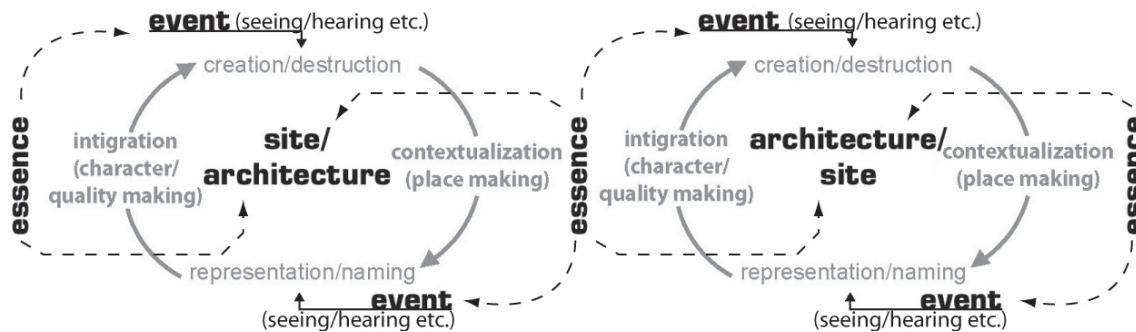 event (seeing/hearing etc.)
creation/destruction
essence
intigration
(character/
quality making)
site/
architecture
contextualization
(place making)
representation/naming
event
(seeing/hearing etc.)
essence
event (seeing/hearing etc.)
creation/destruction
intigration
(character/
quality making)
architecture/
site
contextualization
(place making)
representation/naming
event
(seeing/hearing etc.)
essence